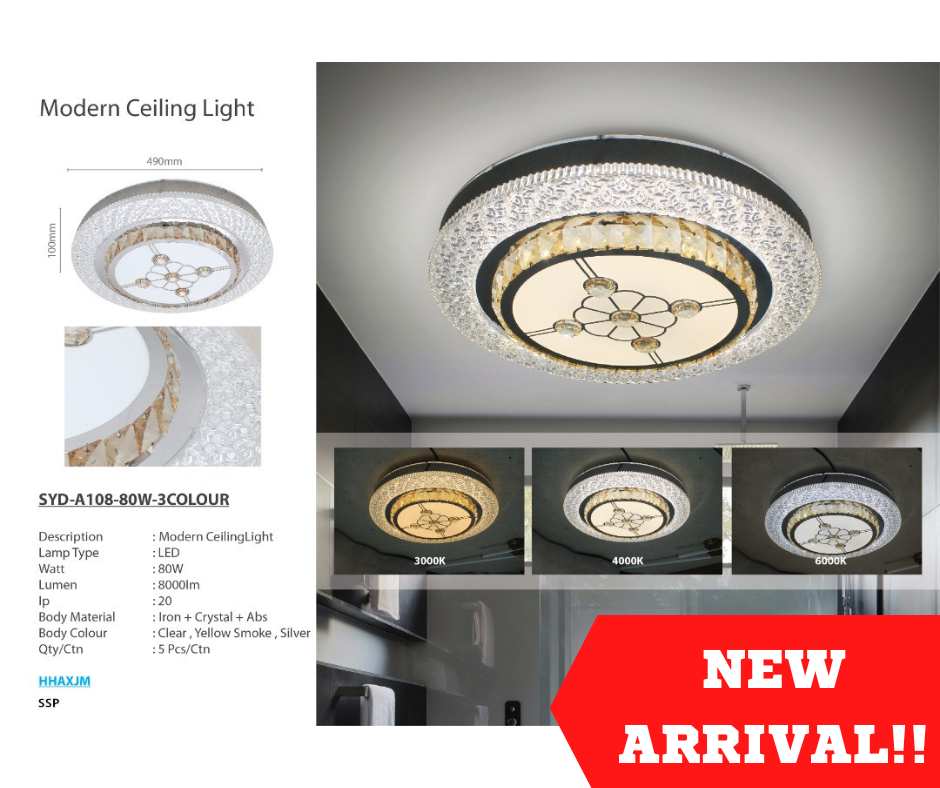 Modern Ceiling Light
490mm
100mm
SYD-A108-80W-3COLOUR
Description : Modern CeilingLight
Lamp Type : LED
Watt : 80W
Lumen : 8000lm
Ip : 20
Body Material : Iron + Crystal + Abs
Body Colour : Clear , Yellow Smoke , Silver
Qty/Ctn : 5 Pcs/Ctn
HHAXJM
SSP
3000K
4000K
6000K
NEW
ARRIVAL!!